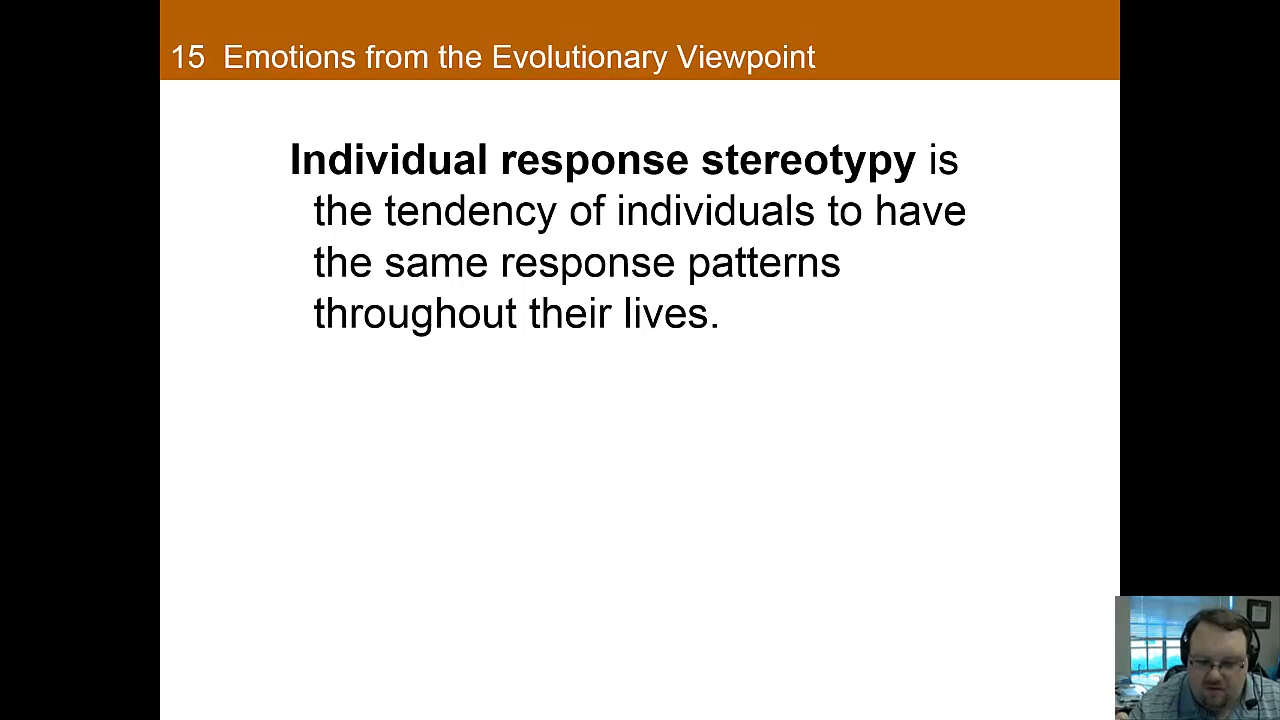 15 Emotions from the Evolutionary Viewpoint
Individual response stereotypy is
the tendency of individuals to have
the same response patterns
throughout their lives.